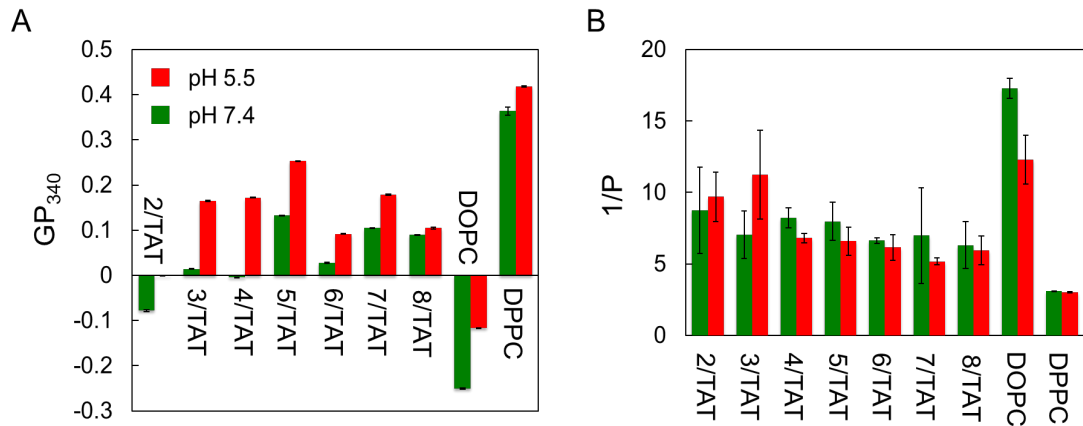 A
GP340
0.5
0.4
0.3
0.2
0.1
0
-0.1
-0.2
-0.3
pH 5.5
pH 7.4
2/TAT
3/TAT
4/TAT
5/TAT
6/TAT
7/TAT
8/TAT
DOPC
DPPC
B
1/P
20
15
10
5
0
2/TAT
3/TAT
4/TAT
5/TAT
6/TAT
7/TAT
8/TAT
DOPC
DPPC